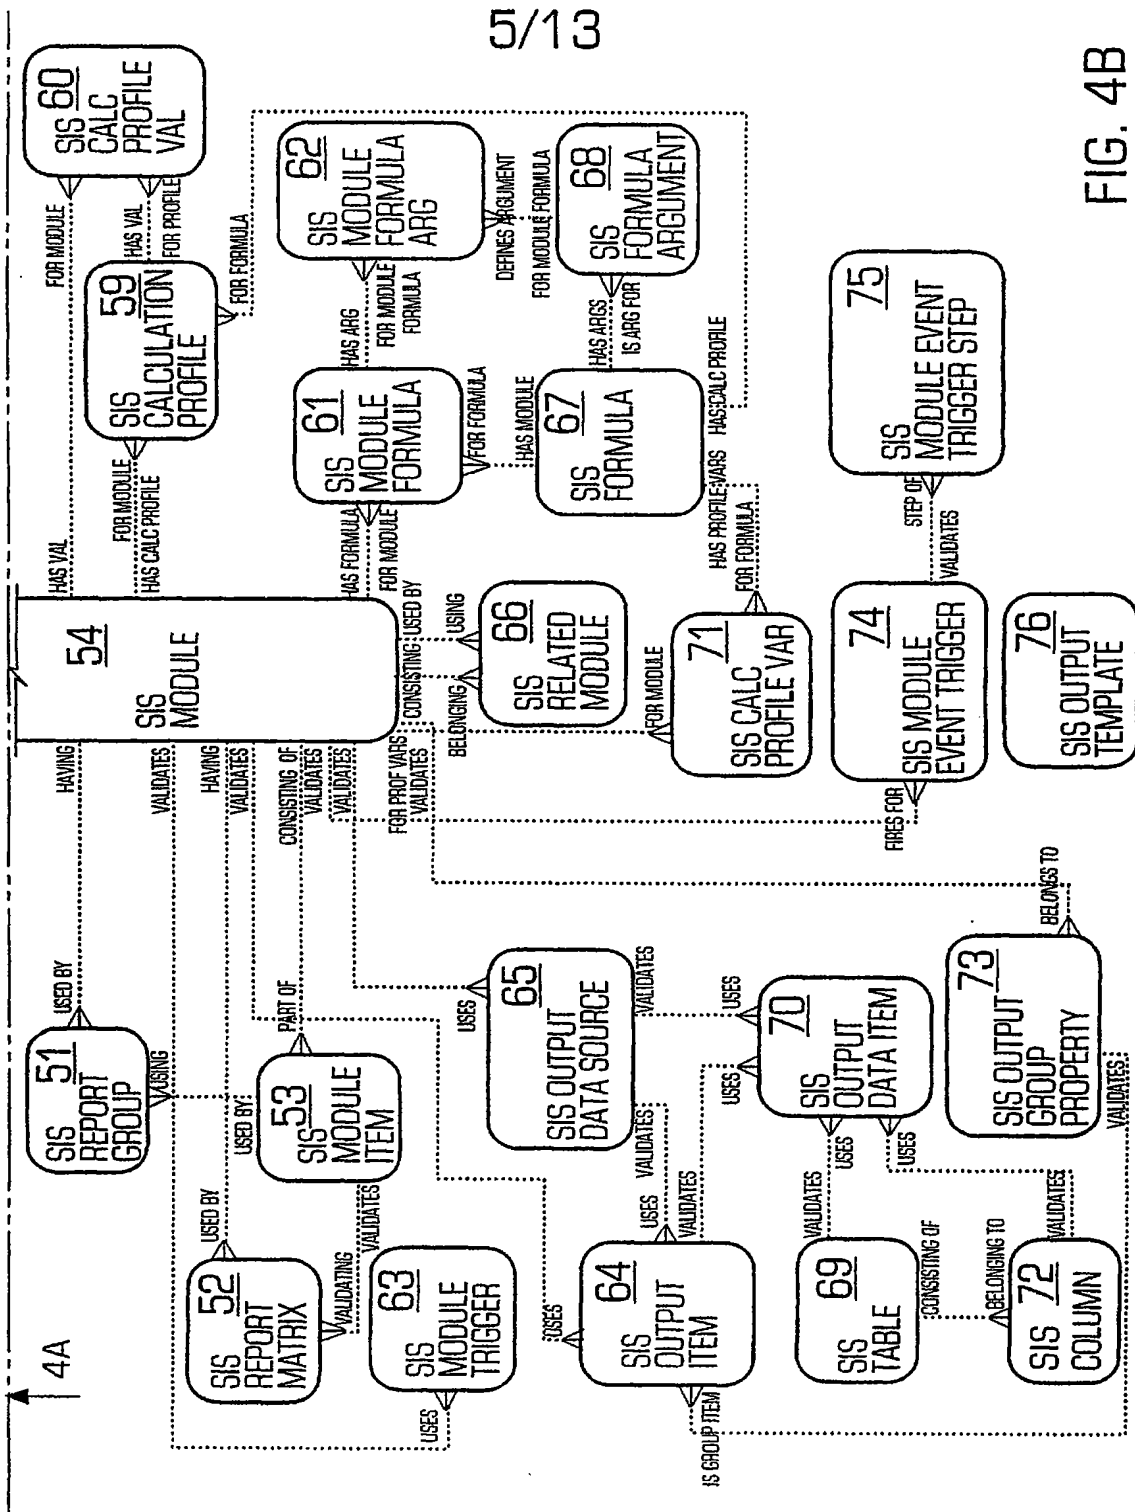 5/13
4A
SIS 60
CALC
PROFILE
VAL
FOR MODULE
HAS VAL
FOR PROFILE
59
SIS
CALCULATION
PROFILE
FOR FORMULA
FOR MODULE
HAS CALC PROFILE
HAS VAL
62
SIS
MODULE
FORMULA
ARG
DEFINES ARGUMENT
FOR MODULE FORMULA
68
SIS
FORMULA
ARGUMENT
HAS ARG
FOR MODULE
FORMULA
HAS ARGS
IS ARG FOR
61
SIS
MODULE
FORMULA
FOR FORMULA
HAS MODULE
67
SIS
FORMULA
HAS CALC PROFILE
HAS PROFILE VARS
FOR FORMULA
HAS FORMULA
FOR MODULE
75
SIS
MODULE EVENT
TRIGGER STEP
STEP OF
VALIDATES
54
SIS
MODULE
USED BY
CONSISTING
USING
BELONGING
66
SIS
RELATED
MODULE
FOR MODULE
71
SIS CALC
PROFILE VAR
74
SIS MODULE
EVENT TRIGGER
FIRES FOR
76
SIS OUTPUT
TEMPLATE
HAVING
VALIDATES
HAVING
VALIDATES
CONSISTING OF
VALIDATES
VALIDATES
FOR PROF VARS
VALIDATES
USED BY
51
SIS
REPORT
GROUP
USING
USED BY
PART OF
53
SIS
MODULE
ITEM
VALIDATES
USED BY
52
SIS
REPORT
MATRIX
VALIDATING
63
SIS
MODULE
TRIGGER
USES
USES
65
SIS OUTPUT
DATA SOURCE
VALIDATES
VALIDATES
USES
USES
70
SIS
OUTPUT
DATA ITEM
USES
USES
BELONGS TO
73
SIS OUTPUT
GROUP
PROPERTY
VALIDATES
USES
USES
VALIDATES
64
SIS
OUTPUT
ITEM
IS GROUP ITEM
VALIDATES
69
SIS
TABLE
CONSISTING OF
BELONGING TO
VALIDATES
SIS 72
COLUMN
FIG. 4B